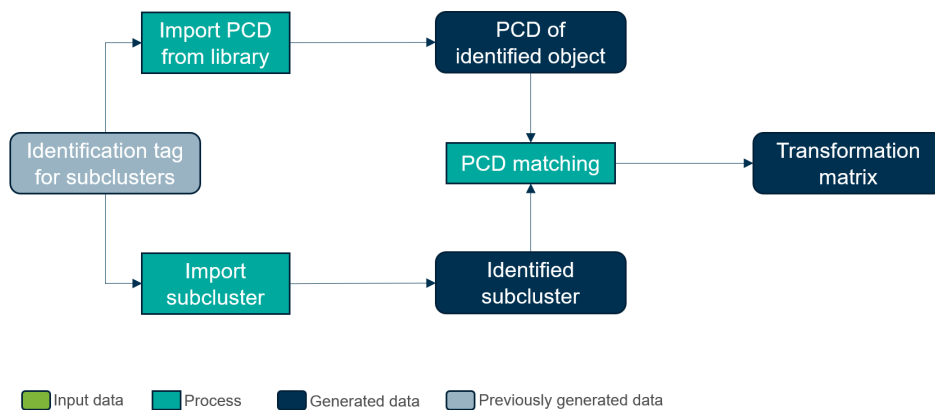 Import PCD
from library
PCD of
identified object
Identification tag
for subclusters
PCD matching
Transformation
matrix
Import
subcluster
Identified
subcluster
Input data
Process
Generated data
Previously generated data